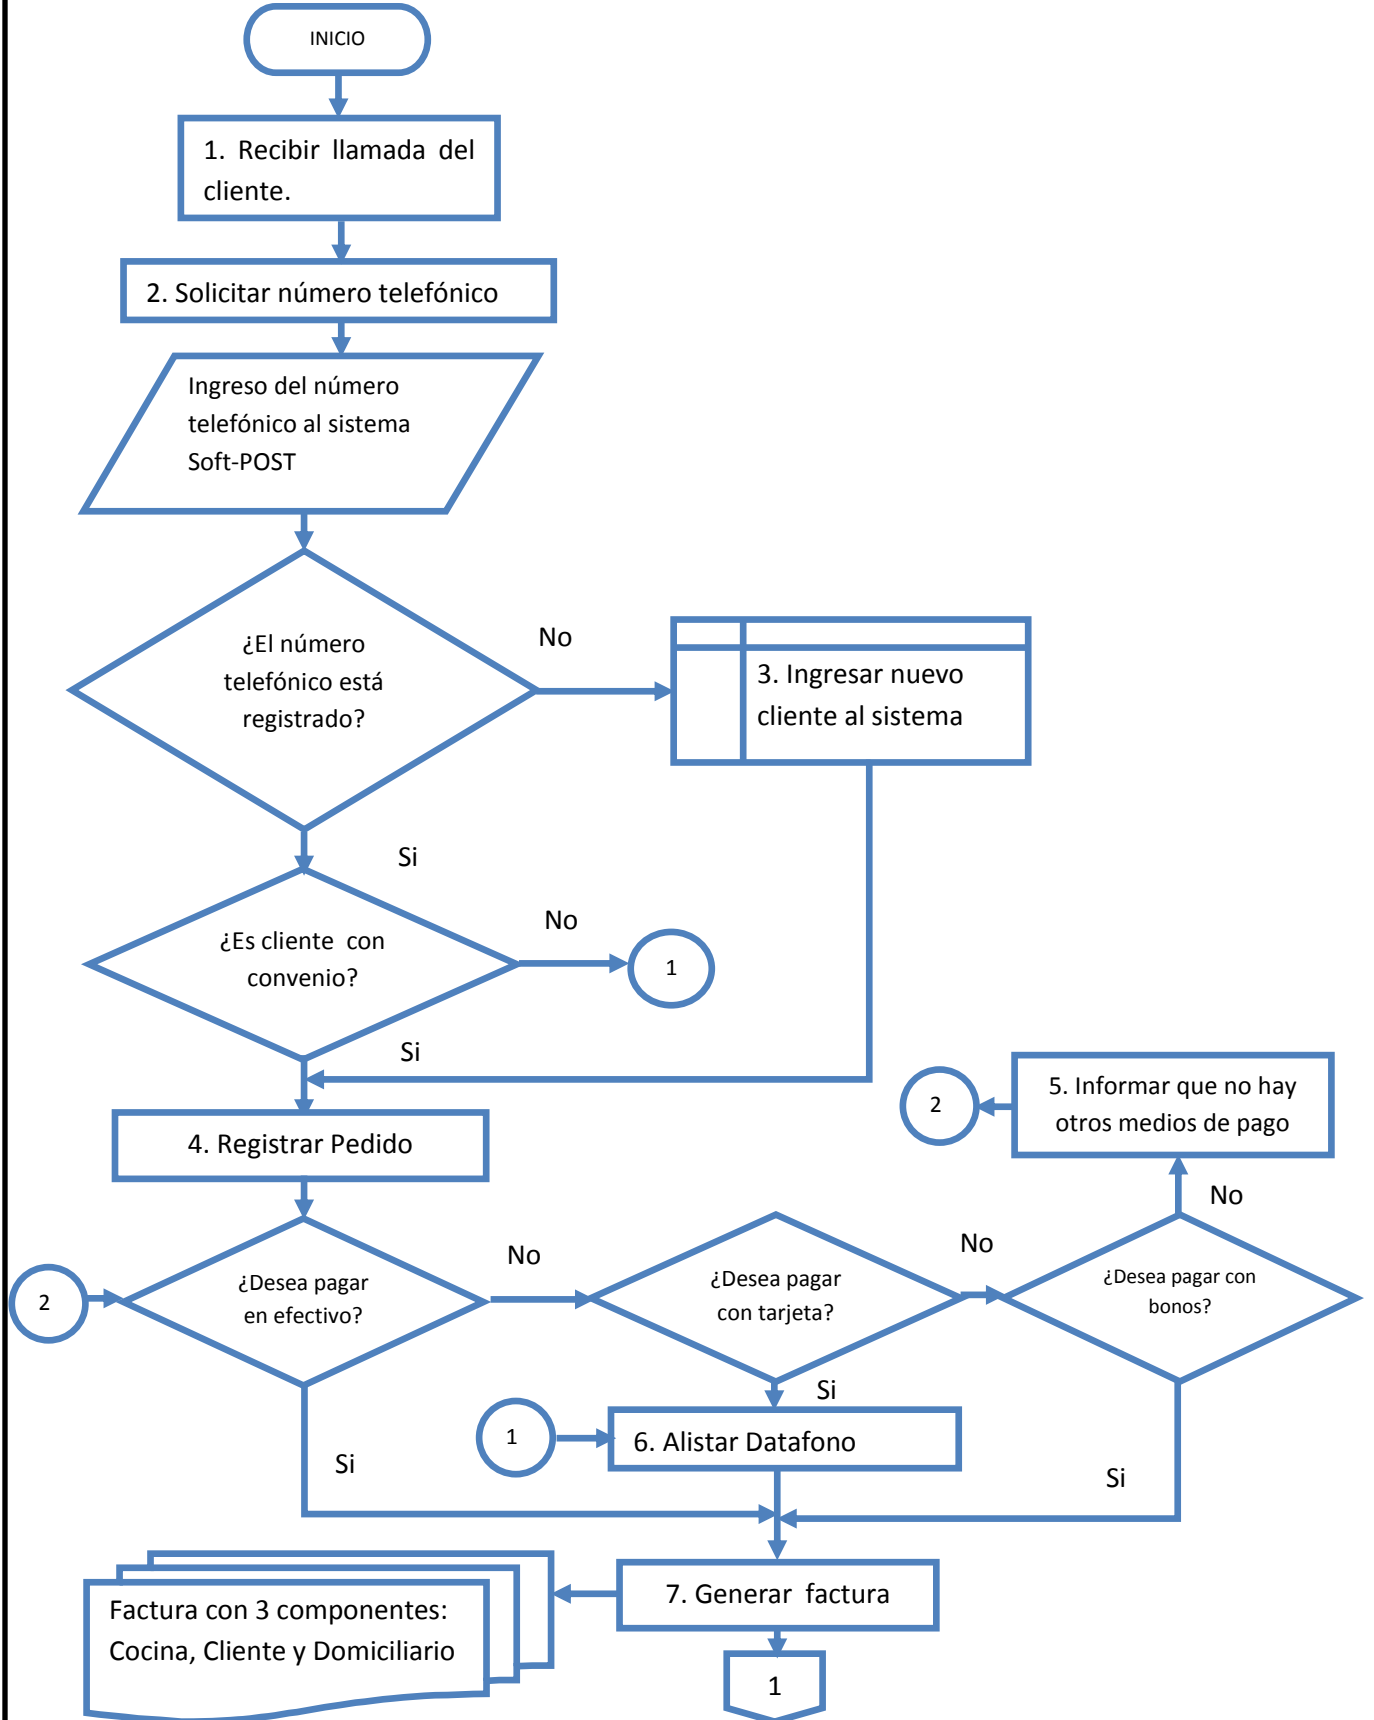 INICIO
1. Recibir llamada del
cliente.
2. Solicitar número telefónico
Ingreso del número
telefónico al sistema
Soft-POST
¿El número
telefónico está
registrado?
No
3. Ingresar nuevo
cliente al sistema
Si
¿Es cliente con
convenio?
No
1
Si
4. Registrar Pedido
2
5. Informar que no hay
otros medios de pago
No
2
¿Desea pagar
en efectivo?
No
¿Desea pagar
con tarjeta?
No
¿Desea pagar con
bonos?
Si
1
6. Alistar Datafono
Si
Si
7. Generar factura
Factura con 3 componentes:
Cocina, Cliente y Domiciliario
1